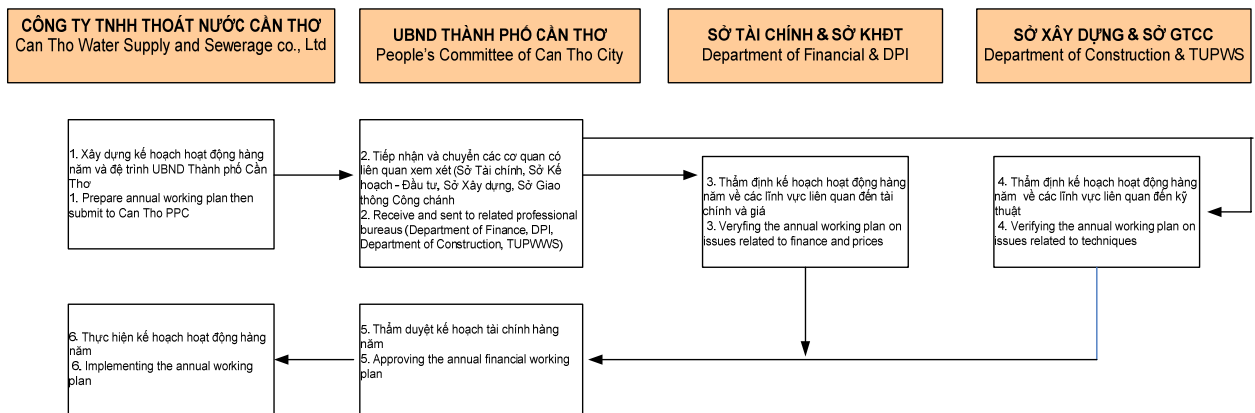 CÔNG TY TNHH THOÁT NƯỚC CẦN THƠ
Can Tho Water Supply and Sewerage co., Ltd
UBND THÀNH PHỐ CẦN THƠ
People's Committee of Can Tho City
SỞ TÀI CHÍNH & SỞ KHĐT
Department of Financial & DPI
SỞ XÂY DỰNG & SỞ GTCC
Department of Construction & TUPWS
1. Xây dựng kế hoạch hoạt động hàng
năm và đệ trình UBND Thành phố Cần
Thơ
1. Prepare annual working plan then
submit to Can Tho PPC
2. Tiếp nhận và chuyển các cơ quan có
liên quan xem xét (Sở Tài chính, Sở Kế
hoạch - Đầu tư, Sở Xây dựng, Sở Giao
thông Công chánh
2. Receive and sent to related professional
bureaus (Department of Finance, DPI,
Department of Construction, TUPWWS)
3. Thẩm định kế hoạch hoạt động hàng
năm về các lĩnh vực liên quan đến tài
chính và giá
3. Veryfing the annual working plan on
issues related to finance and prices
4. Thẩm định kế hoạch hoạt động hàng
năm về các lĩnh vực liên quan đến kỹ
thuật
4. Verifying the annual working plan on
issues related to techniques
6. Thực hiện kế hoạch hoạt động hàng
năm
6. Implementing the annual working
plan
5. Thẩm duyệt kế hoạch tài chính hàng
năm
5. Approving the annual financial working
plan